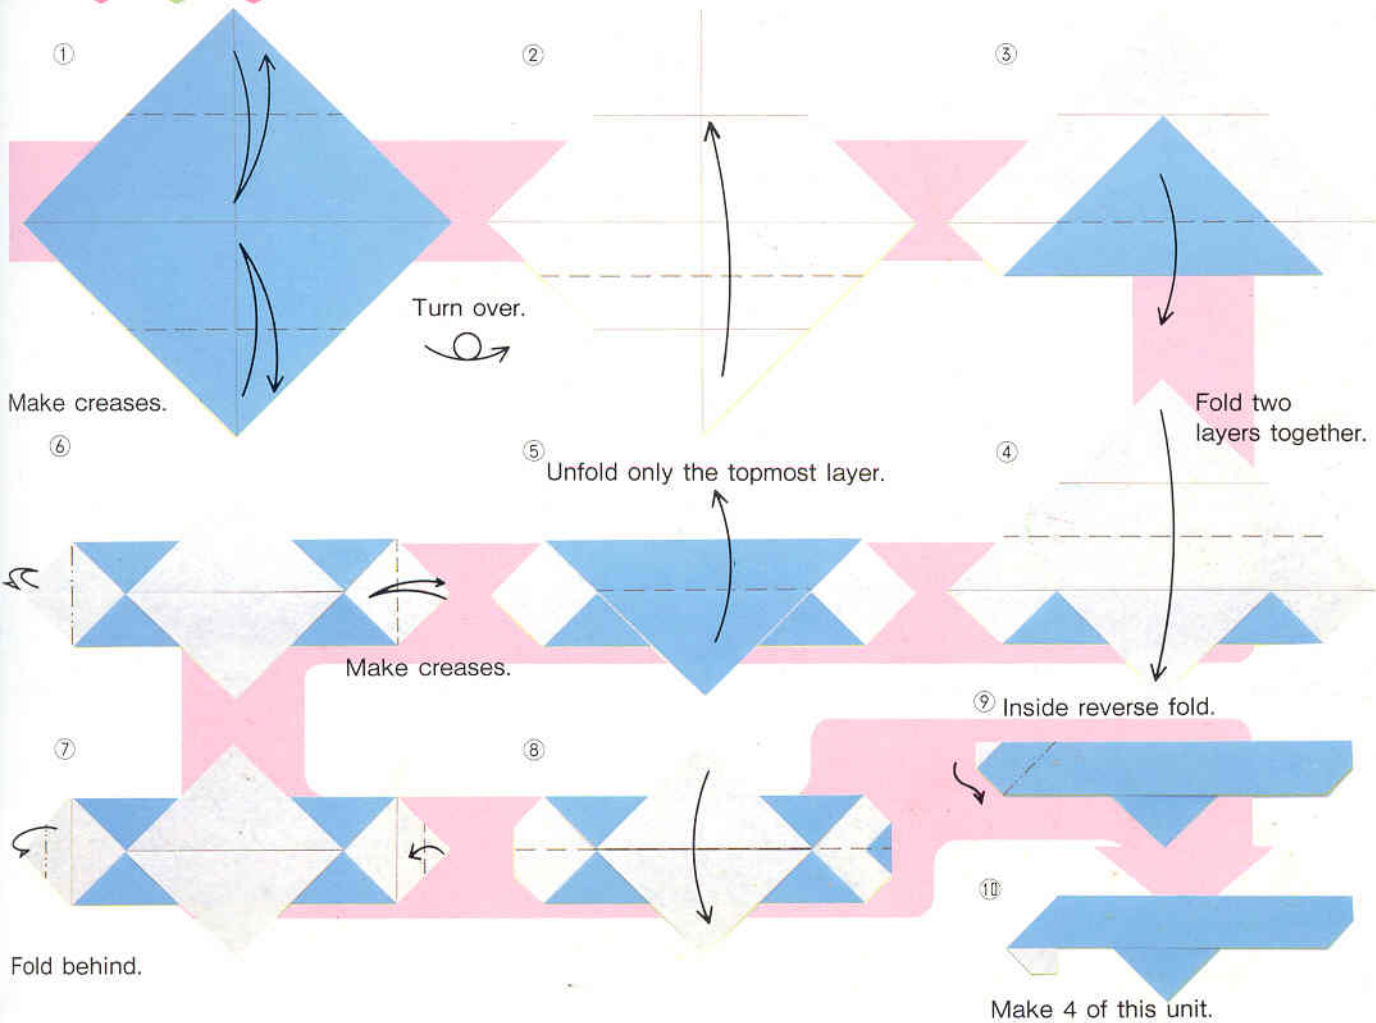 ①
Make creases.
Turn over.
②
③
Fold two
layers together.
④
⑤
Unfold only the topmost layer.
⑥
Make creases.
⑦
Fold behind.
⑧
⑨ Inside reverse fold.
⑩
Make 4 of this unit.